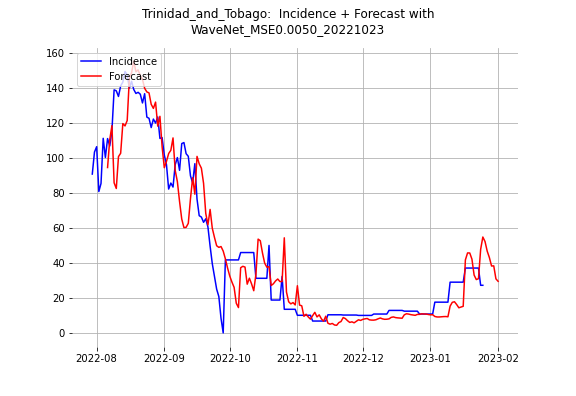 Trinidad_and_Tobago:  Incidence + Forecast with
WaveNet_MSE0.0050_20221023
Incidence
Forecast
160
140
120
100
80
60
40
20
0
2022-08 2022-09 2022-10 2022-11 2022-12 2023-01 2023-02